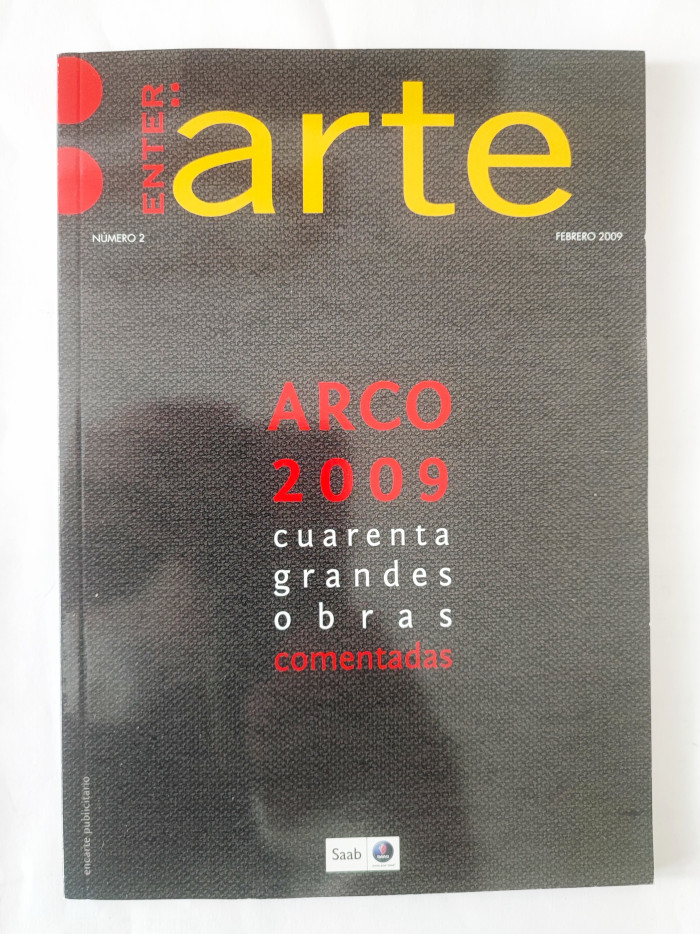 ENTER:
arte
NÚMERO 2
FEBRERO 2009
ARCO
2009
cuarenta
grandes
obras
comentadas
encarte publicitario
Saab